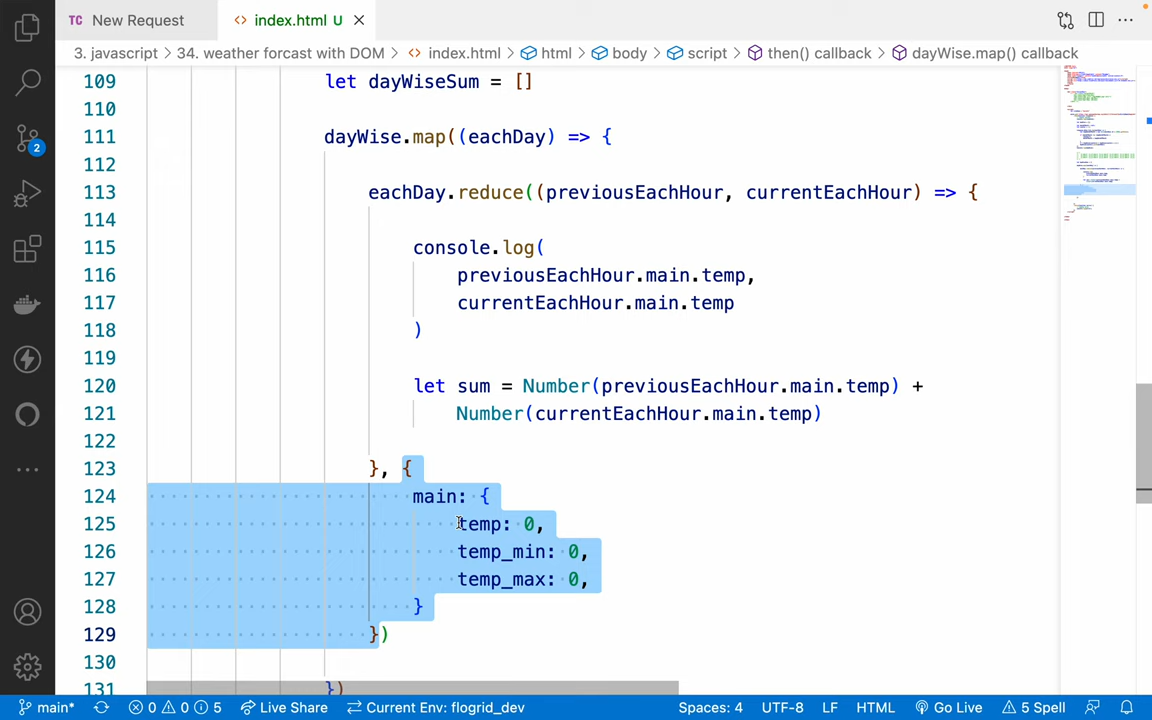 TC New Request
<> index.html U ×
3. javascript > 34. weather forcast with DOM > <> index.html > html > body > script > then() callback > dayWise.map() callback
109 let dayWiseSum = []
110
111 dayWise.map((eachDay) => {
112
113 eachDay.reduce((previousEachHour, currentEachHour) => {
114
115 console.log(
116 previousEachHour.main.temp,
117 currentEachHour.main.temp
118 )
119
120 let sum = Number(previousEachHour.main.temp) +
121 Number(currentEachHour.main.temp)
122
123 }, {
124 main: {
125 temp: 0,
126 temp_min: 0,
127 temp_max: 0,
128 }
129 })
130
131 })
2
main* 0 0 5 Live Share Current Env: flogrid_dev Spaces: 4 UTF-8 LF HTML Go Live 5 Spell